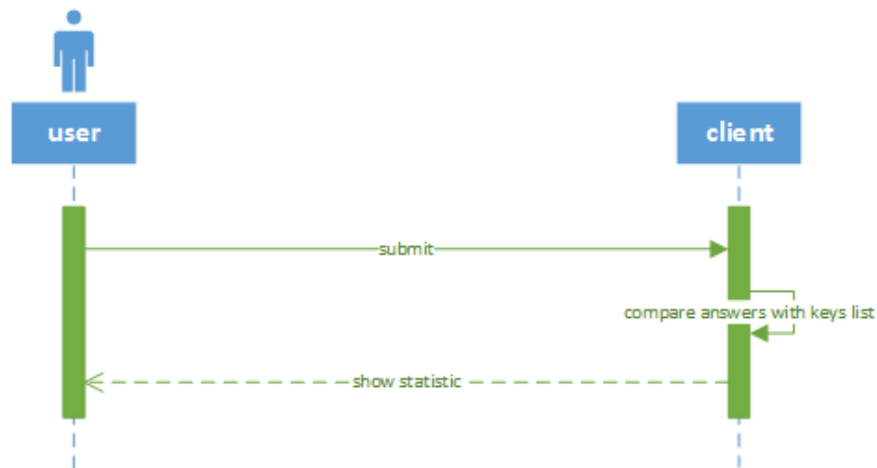 user
client
submit
compare answers with keys list
show statistic